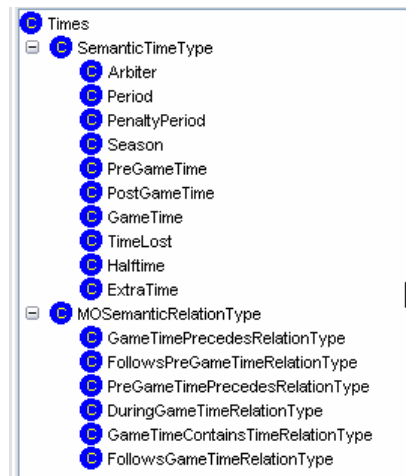 C Times
C SemanticTimeType
C Arbiter
C Period
C PenaltyPeriod
C Season
C PreGameTime
C PostGameTime
C GameTime
C TimeLost
C Halftime
C ExtraTime
C MOSemanticRelationType
C GameTimePrecedesRelationType
C FollowsPreGameTimeRelationType
C PreGameTimePrecedesRelationType
C DuringGameTimeRelationType
C GameTimeContainsTimeRelationType
C FollowsGameTimeRelationType